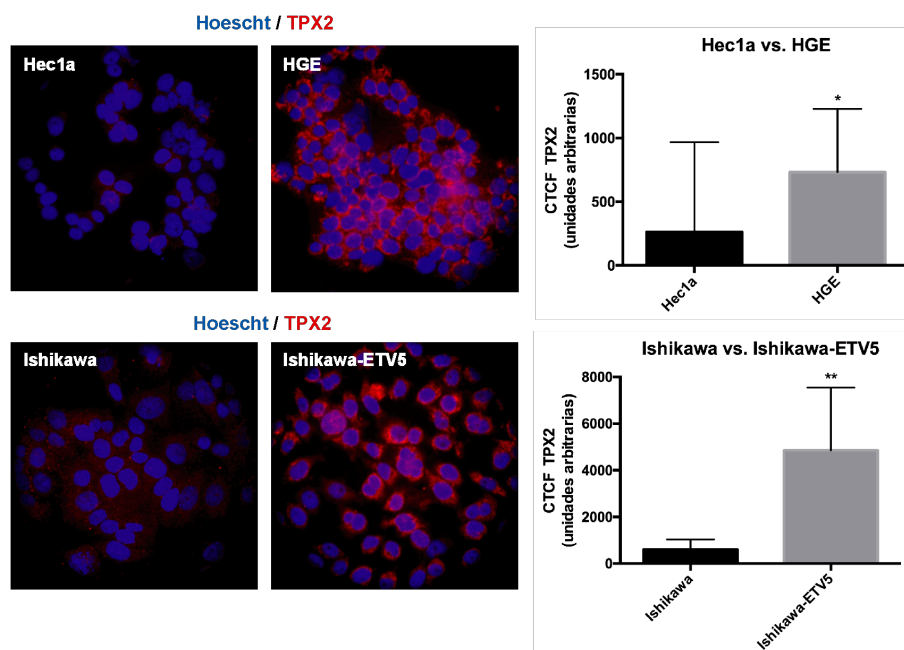 Hoescht / TPX2
Hec1a
HGE
Hec1a vs. HGE
CTCF TPX2
(unidades arbitrarias)
1500
1000
500
0
*
Hec1a
HGE
Hoescht / TPX2
Ishikawa
Ishikawa-ETV5
Ishikawa vs. Ishikawa-ETV5
CTCF TPX2
(unidades arbitrarias)
8000
6000
4000
2000
0
**
Ishikawa
Ishikawa-ETV5